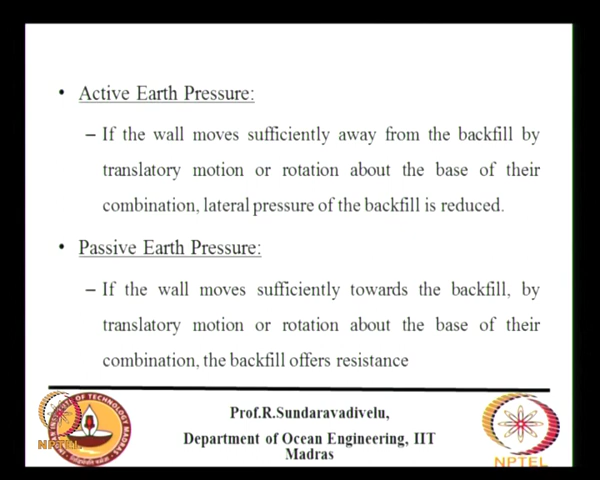 • Active Earth Pressure:
– If the wall moves sufficiently away from the backfill by
translatory motion or rotation about the base of their
combination, lateral pressure of the backfill is reduced.
• Passive Earth Pressure:
– If the wall moves sufficiently towards the backfill, by
translatory motion or rotation about the base of their
combination, the backfill offers resistance
Prof.R.Sundaravadivelu,
Department of Ocean Engineering, IIT
Madras
NPTEL
NPTEL